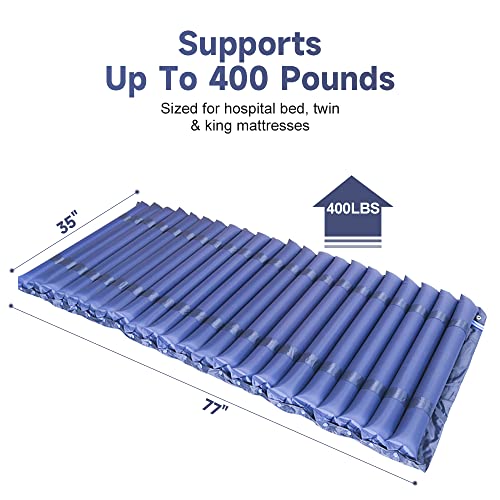 Supports
Up To 400 Pounds
Sized for hospital bed, twin
& king mattresses
400LBS
35"
77"